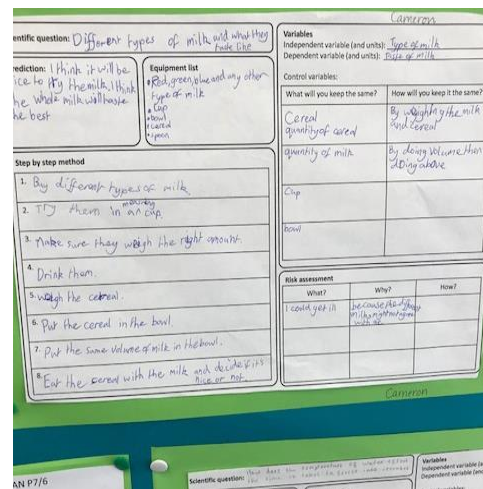 Cameron
entific question: Different types of milk and what they
taste like
rediction: I think it will be
ice to try the milk. I think
he whole milk will taste
he best
Equipment list
Red, green, blue and any other
type of milk
Cup
bowl
cereal
spoon
Variables
Independent variable (and units): Type of milk
Dependent variable (and units): of milk
Control variables:
What will you keep the same?
How will you keep it the same?
Cereal
quantity of cereal
By weighing the milk
and cereal
quantity of milk
By doing volume then
doing above
Cup
bowl
Step by step method
1. By different types of milk
2. Try them in a measuring cup.
3. Make sure they weigh the right amount.
4. Drink them.
5. weigh the cereal.
6. Put the cereal in the bowl.
7. Put the same volume of milk in the bowl.
8. Eat the cereal with the milk and decide if it's
nice or not.
Risk assessment
What?
Why?
How?
I could get ill
because the
milk might not agree
with me
Cameron
AN P7/6
Scientific question: How does the temperature of water
Variables
Independent variable (a
Dependent variable (an